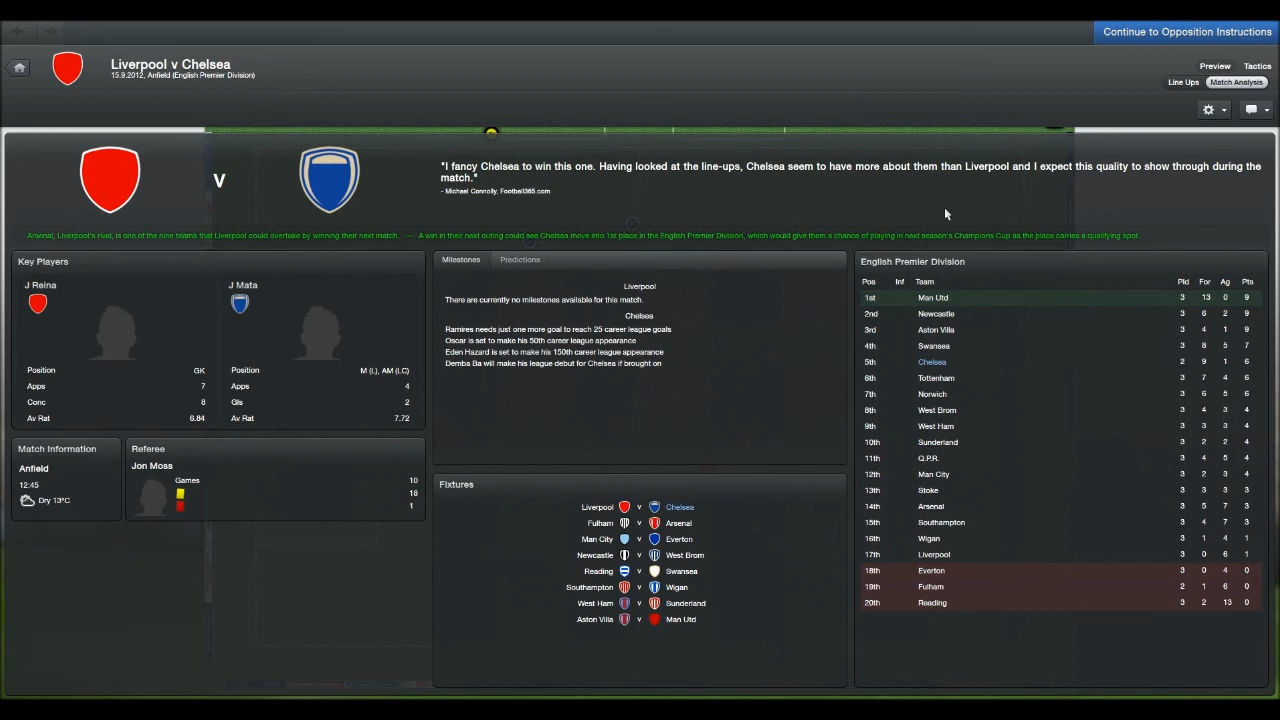 Continue to Opposition Instructions
Liverpool v Chelsea
15.9.2012, Anfield (English Premier Division)
Preview Tactics
Line Ups Match Analysis
V
"I fancy Chelsea to win this one. Having looked at the line-ups, Chelsea seem to have more about them than Liverpool and I expect this quality to show through during the
match."
- Michael Connolly, Football365.com
Arsenal, Liverpool's rival, is one of the nine teams that Liverpool could overtake by winning their next match. --- A win in their next outing could see Chelsea move into 1st place in the English Premier Division, which would give them a chance of playing in next season's Champions Cup as the place carries a qualifying spot.
Key Players
J Reina
Position GK
Apps 7
Conc 8
Av Rat 6.84
J Mata
Position M (L), AM (LC)
Apps 4
Gls 2
Av Rat 7.72
Match Information
Anfield
12:45
Dry 13°C
Referee
Jon Moss
Games 10
18
1
Milestones Predictions
Liverpool
There are currently no milestones available for this match.
Chelsea
Ramires needs just one more goal to reach 25 career league goals
Oscar is set to make his 50th career league appearance
Eden Hazard is set to make his 150th career league appearance
Demba Ba will make his league debut for Chelsea if brought on
Fixtures
Liverpool v Chelsea
Fulham v Arsenal
Man City v Everton
Newcastle v West Brom
Reading v Swansea
Southampton v Wigan
West Ham v Sunderland
Aston Villa v Man Utd
English Premier Division
Pos Inf Team Pld For Ag Pts
1st Man Utd 3 13 0 9
2nd Newcastle 3 6 2 9
3rd Aston Villa 3 4 1 9
4th Swansea 3 8 5 7
5th Chelsea 2 9 1 6
6th Tottenham 3 7 4 6
7th Norwich 3 6 5 6
8th West Brom 3 4 3 4
9th West Ham 3 3 3 4
10th Sunderland 3 2 2 4
11th Q.P.R. 3 4 5 4
12th Man City 3 2 3 4
13th Stoke 3 3 3 3
14th Arsenal 3 5 7 3
15th Southampton 3 4 7 3
16th Wigan 3 1 4 1
17th Liverpool 3 0 6 1
18th Everton 3 0 4 0
19th Fulham 2 1 6 0
20th Reading 3 2 13 0